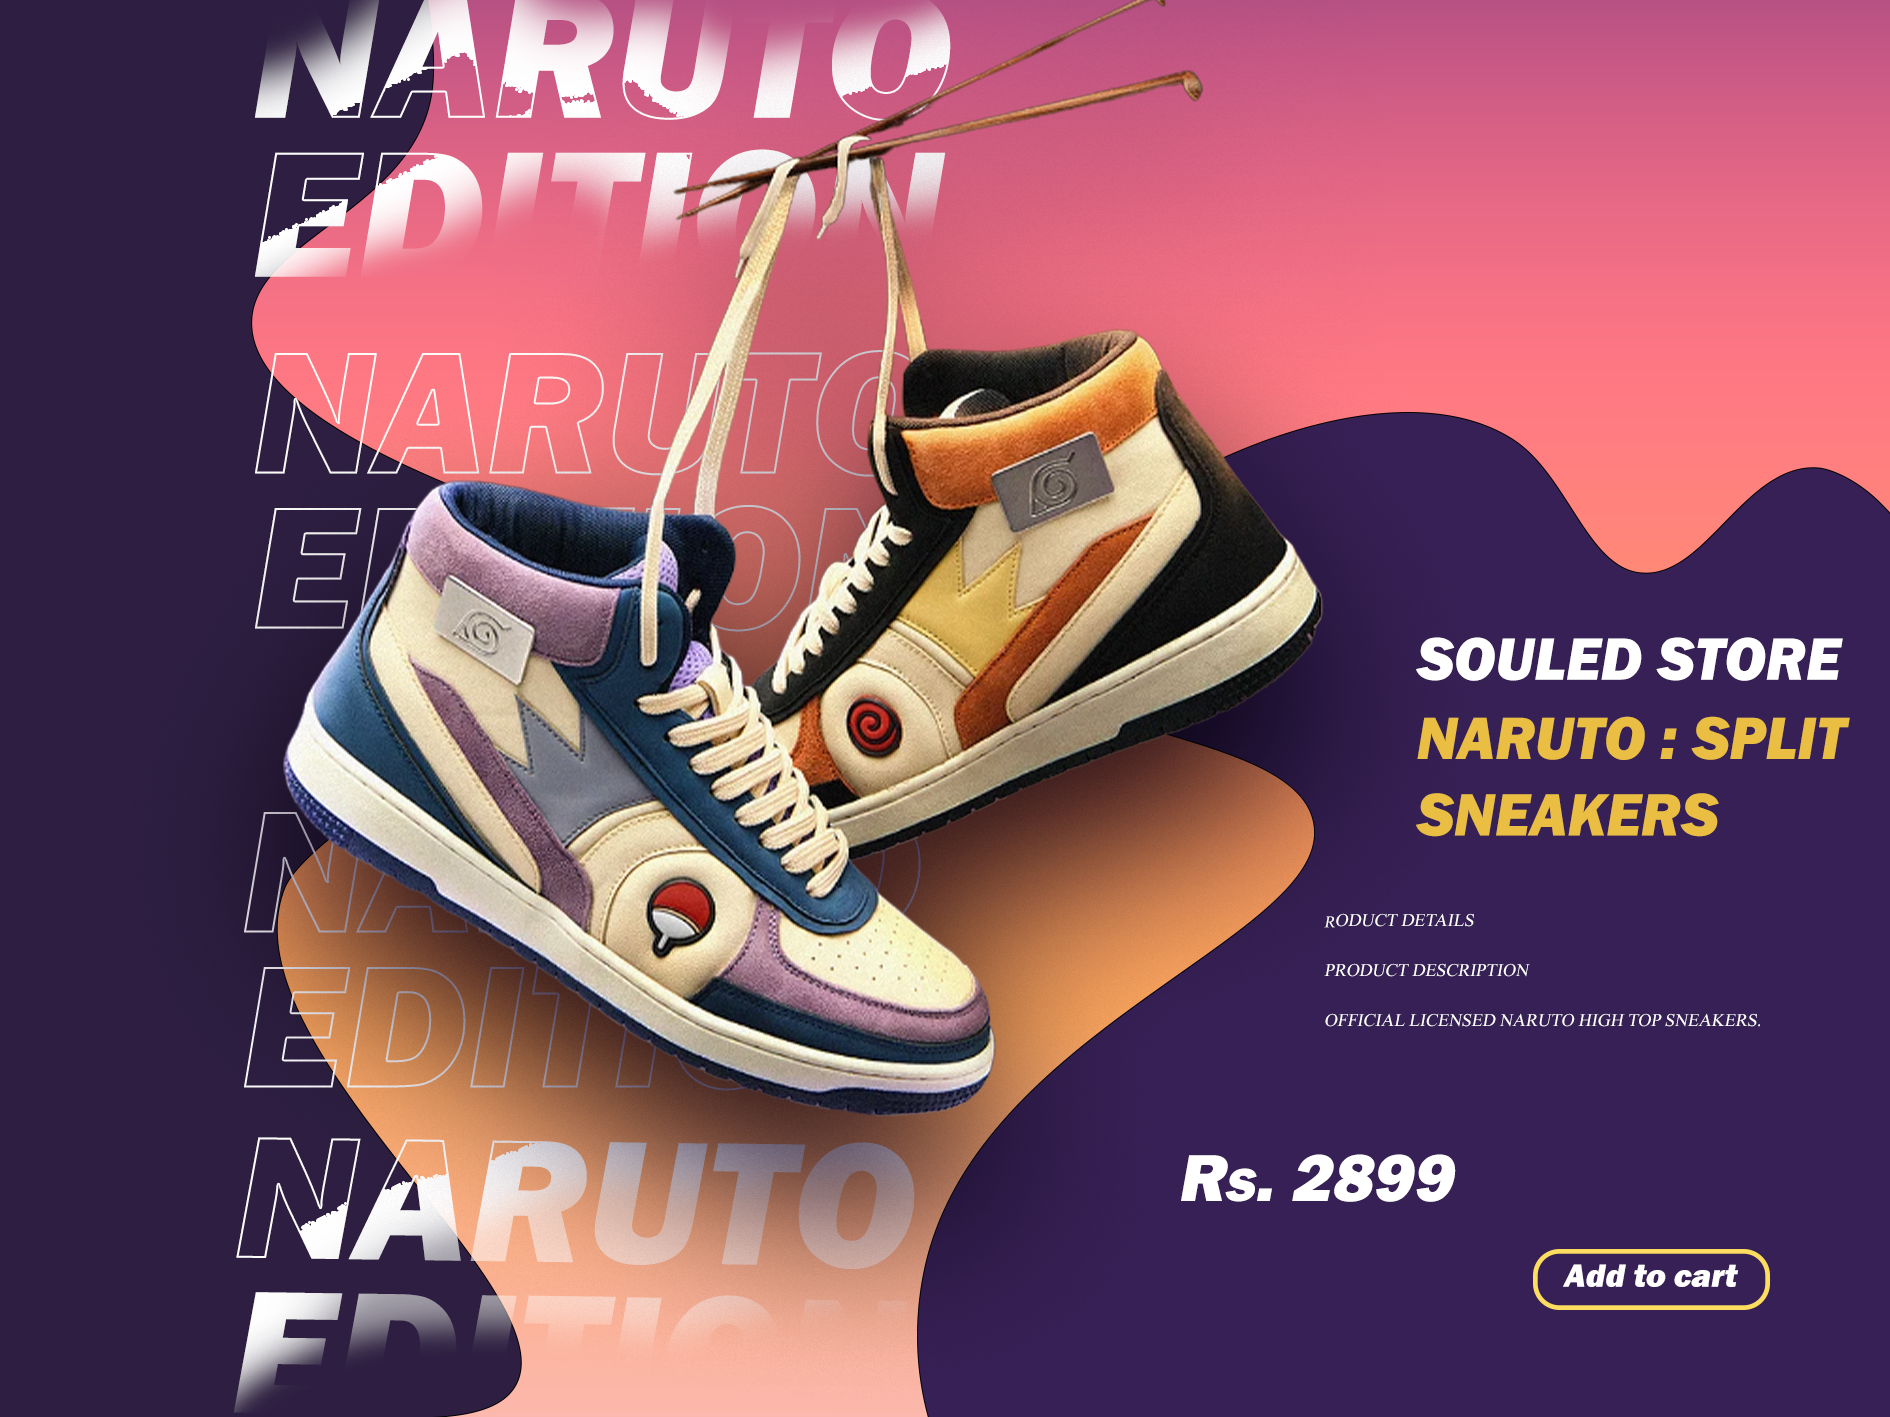 NARUTO
EDITION
NARUTO
EDITION
NARUTO
EDITION
NARUTO
EDITION
SOULED STORE
NARUTO : SPLIT
SNEAKERS
RODUCT DETAILS
PRODUCT DESCRIPTION
OFFICIAL LICENSED NARUTO HIGH TOP SNEAKERS.
Rs. 2899
Add to cart